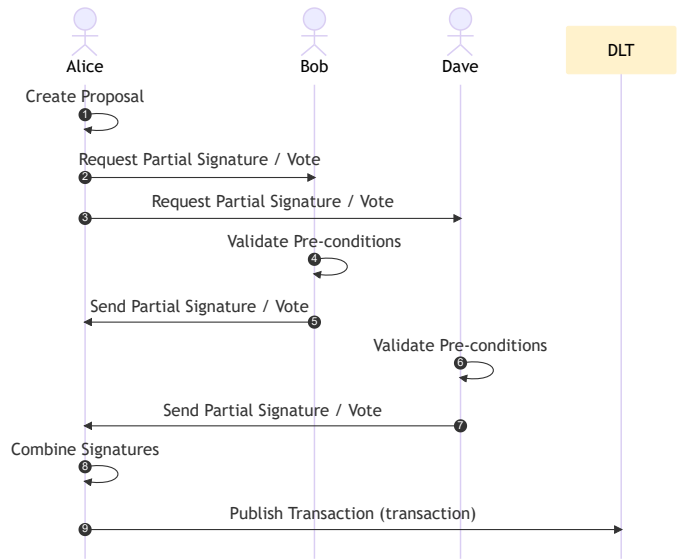 Alice
Bob
Dave
DLT
Create Proposal
1
Request Partial Signature / Vote
2
Request Partial Signature / Vote
3
Validate Pre-conditions
4
Send Partial Signature / Vote
5
Validate Pre-conditions
6
Send Partial Signature / Vote
7
Combine Signatures
8
Publish Transaction (transaction)
9